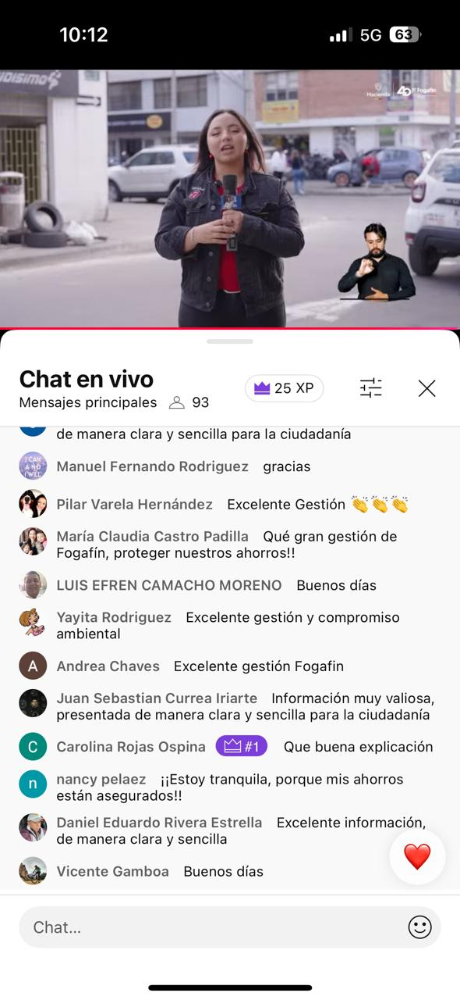 10:12
5G
63
Hacienda
40 Fogafín
Chat en vivo
25 XP
Mensajes principales 93
de manera clara y sencilla para la ciudadanía
I CAN
AND
I WILL
Manuel Fernando Rodriguez gracias
Pilar Varela Hernández Excelente Gestión 👏👏👏
María Claudia Castro Padilla Qué gran gestión de
Fogafín, proteger nuestros ahorros!!
LUIS EFREN CAMACHO MORENO Buenos días
Yayita Rodriguez Excelente gestión y compromiso
ambiental
A
Andrea Chaves Excelente gestión Fogafin
Juan Sebastian Currea Iriarte Información muy valiosa,
presentada de manera clara y sencilla para la ciudadanía
C
Carolina Rojas Ospina #1 Que buena explicación
n
nancy pelaez ¡¡Estoy tranquila, porque mis ahorros
están asegurados!!
Daniel Eduardo Rivera Estrella Excelente información,
de manera clara y sencilla
Vicente Gamboa Buenos días
Chat...